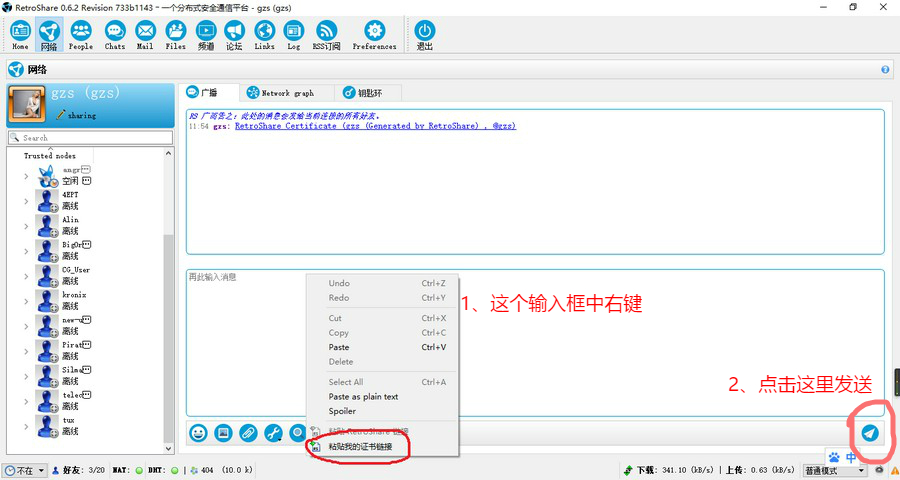 RetroShare 0.6.2 Revision 733b1143 - 一个分布式安全通信平台 - gzs (gzs)
Home 网络 People Chats Mail Files 频道 论坛 Links Log RSS订阅 Preferences 退出
网络
gzs (gzs)
sharing
Search
Trusted nodes
angr
空闲
4EPT
离线
Alin
离线
BigOr
离线
CG_User
离线
kronix
离线
new-u
离线
Pirat
离线
Silma
离线
telec
离线
tux
离线
广播 Network graph 钥匙环
RS 广而告之：此处的消息会发给当前连接的所有好友。
11:54 gzs: RetroShare Certificate (gzs (Generated by RetroShare) , @gzs)
再此输入消息
Undo Ctrl+Z
Redo Ctrl+Y
Cut Ctrl+X
Copy Ctrl+C
Paste Ctrl+V
Delete
Select All Ctrl+A
Paste as plain text
Spoiler
粘贴 RetroShare 链接
粘贴我的证书链接
1、这个输入框中右键
2、点击这里发送
中
不在 好友: 3/20 NAT: DHT: 404 (10.0 k) 下载: 341.10 (kB/s) | 上传: 0.63 (kB/s) 普通模式